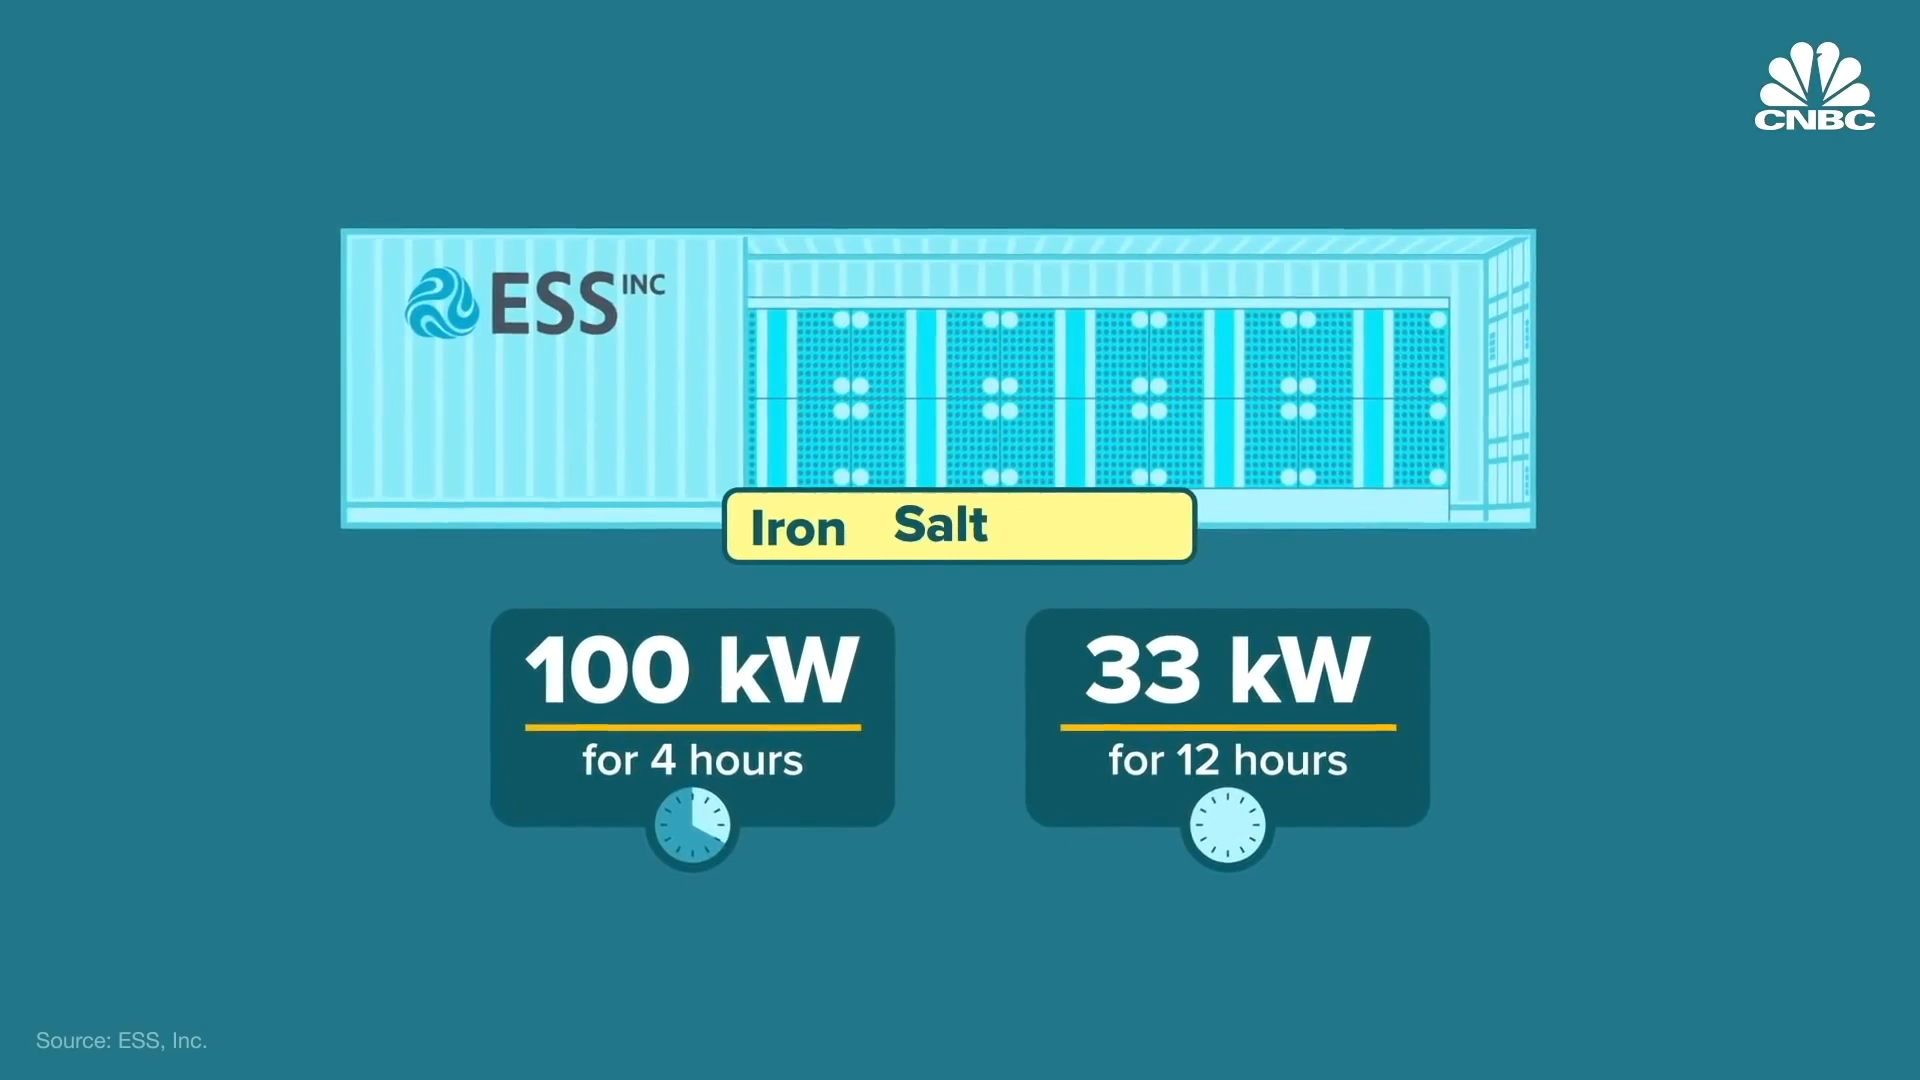 CNBC
ESS INC
Iron Salt
100 kW
for 4 hours
33 kW
for 12 hours
Source: ESS, Inc.